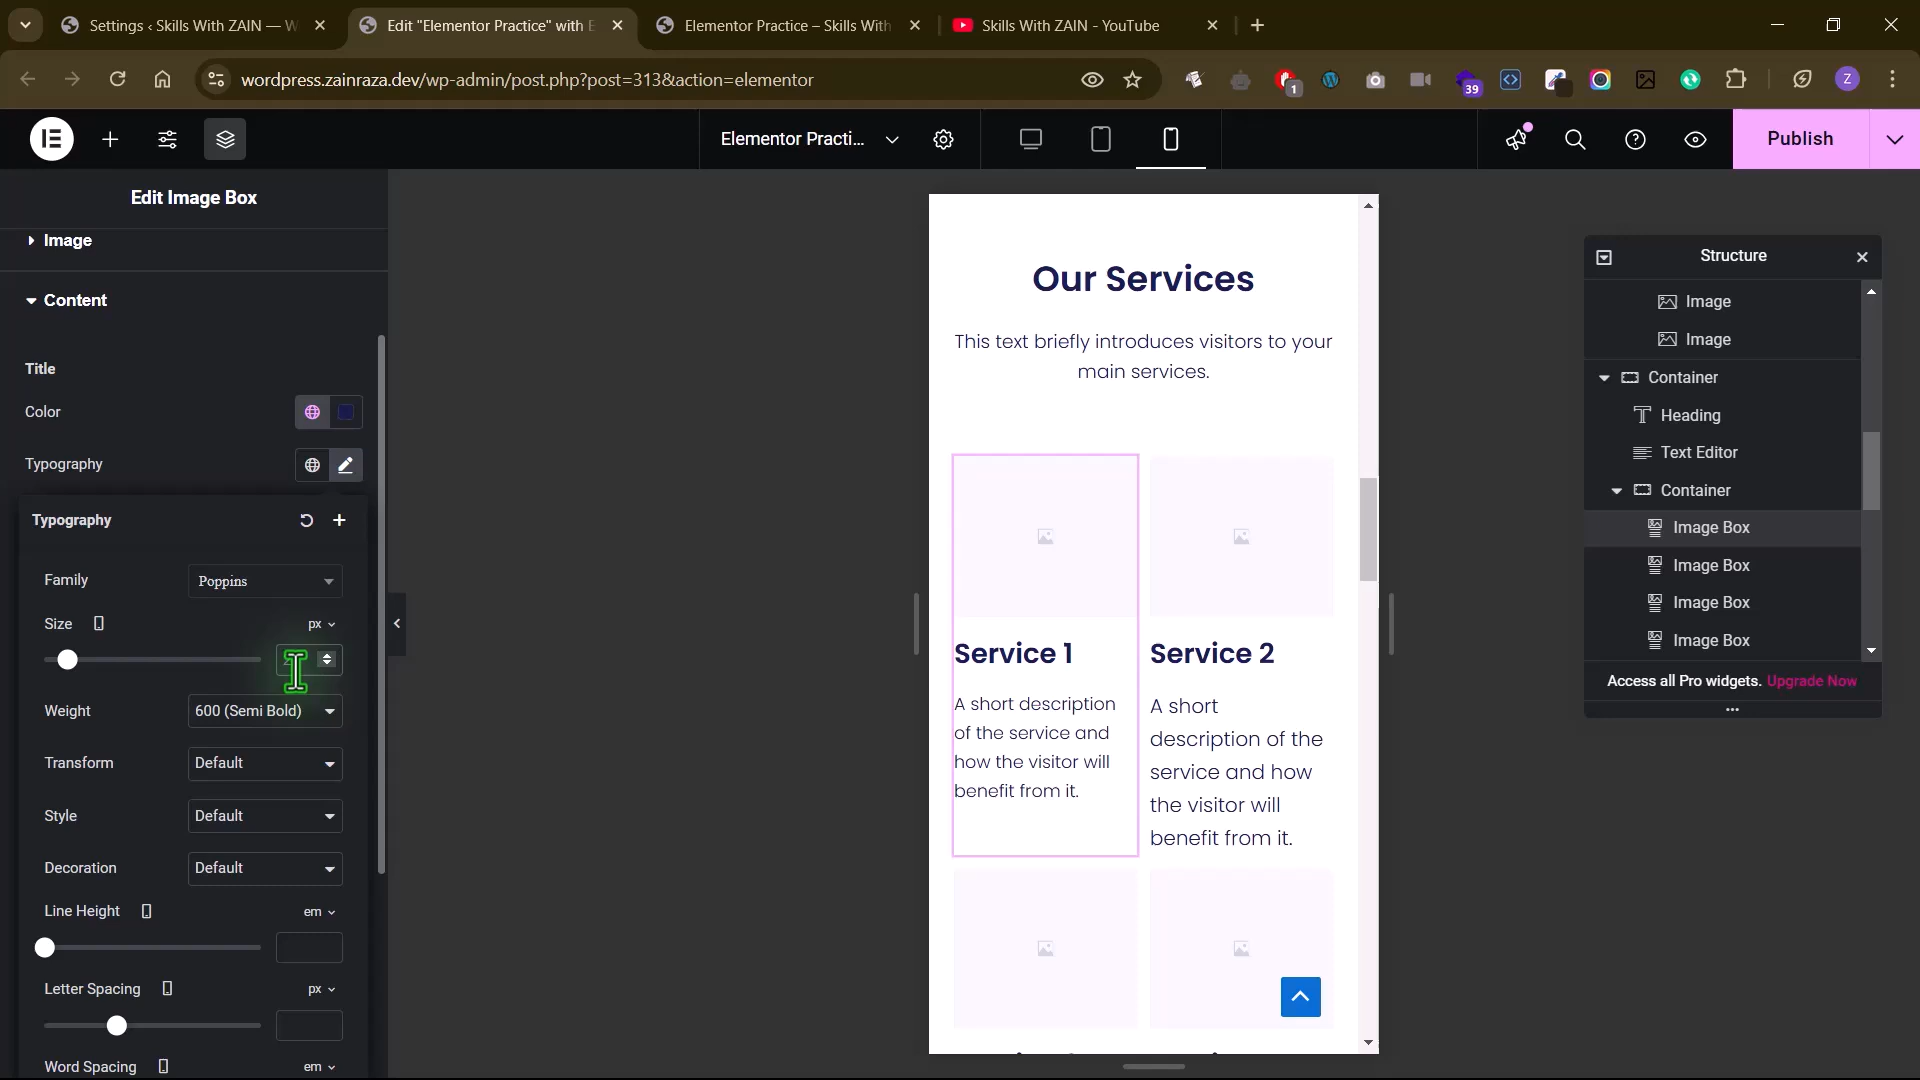 Settings ‹ Skills With ZAIN — W
Edit "Elementor Practice" with E
Elementor Practice – Skills With
Skills With ZAIN - YouTube
wordpress.zainraza.dev/wp-admin/post.php?post=313&action=elementor
1
39
Z
Elementor Practi...
Publish
Edit Image Box
Image
Content
Title
Color
Typography
Typography
Family
Poppins
Size
px
Weight
600 (Semi Bold)
Transform
Default
Style
Default
Decoration
Default
Line Height
em
Letter Spacing
px
Word Spacing
em
Our Services
This text briefly introduces visitors to your
main services.
Service 1
A short description
of the service and
how the visitor will
benefit from it.
Service 2
A short
description of the
service and how
the visitor will
benefit from it.
Structure
Image
Image
Container
Heading
Text Editor
Container
Image Box
Image Box
Image Box
Image Box
Access all Pro widgets. Upgrade Now